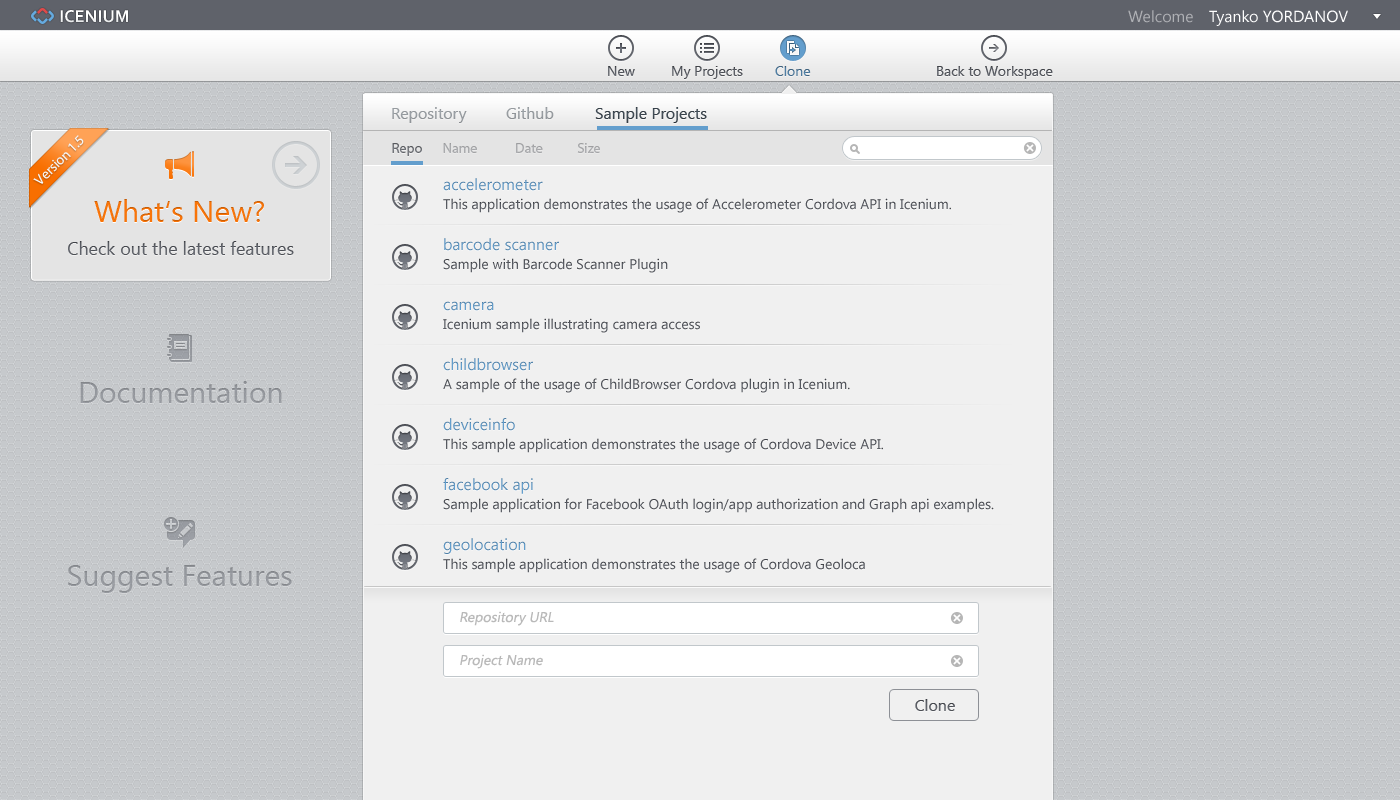 ICENIUM
Welcome Tyanko YORDANOV
New
My Projects
Clone
Back to Workspace
Version 1.5
What's New?
Check out the latest features
Documentation
Suggest Features
Repository Github Sample Projects
Repo Name Date Size
accelerometer
This application demonstrates the usage of Accelerometer Cordova API in Icenium.
barcode scanner
Sample with Barcode Scanner Plugin
camera
Icenium sample illustrating camera access
childbrowser
A sample of the usage of ChildBrowser Cordova plugin in Icenium.
deviceinfo
This sample application demonstrates the usage of Cordova Device API.
facebook api
Sample application for Facebook OAuth login/app authorization and Graph api examples.
geolocation
This sample application demonstrates the usage of Cordova Geoloca
Repository URL
Project Name
Clone